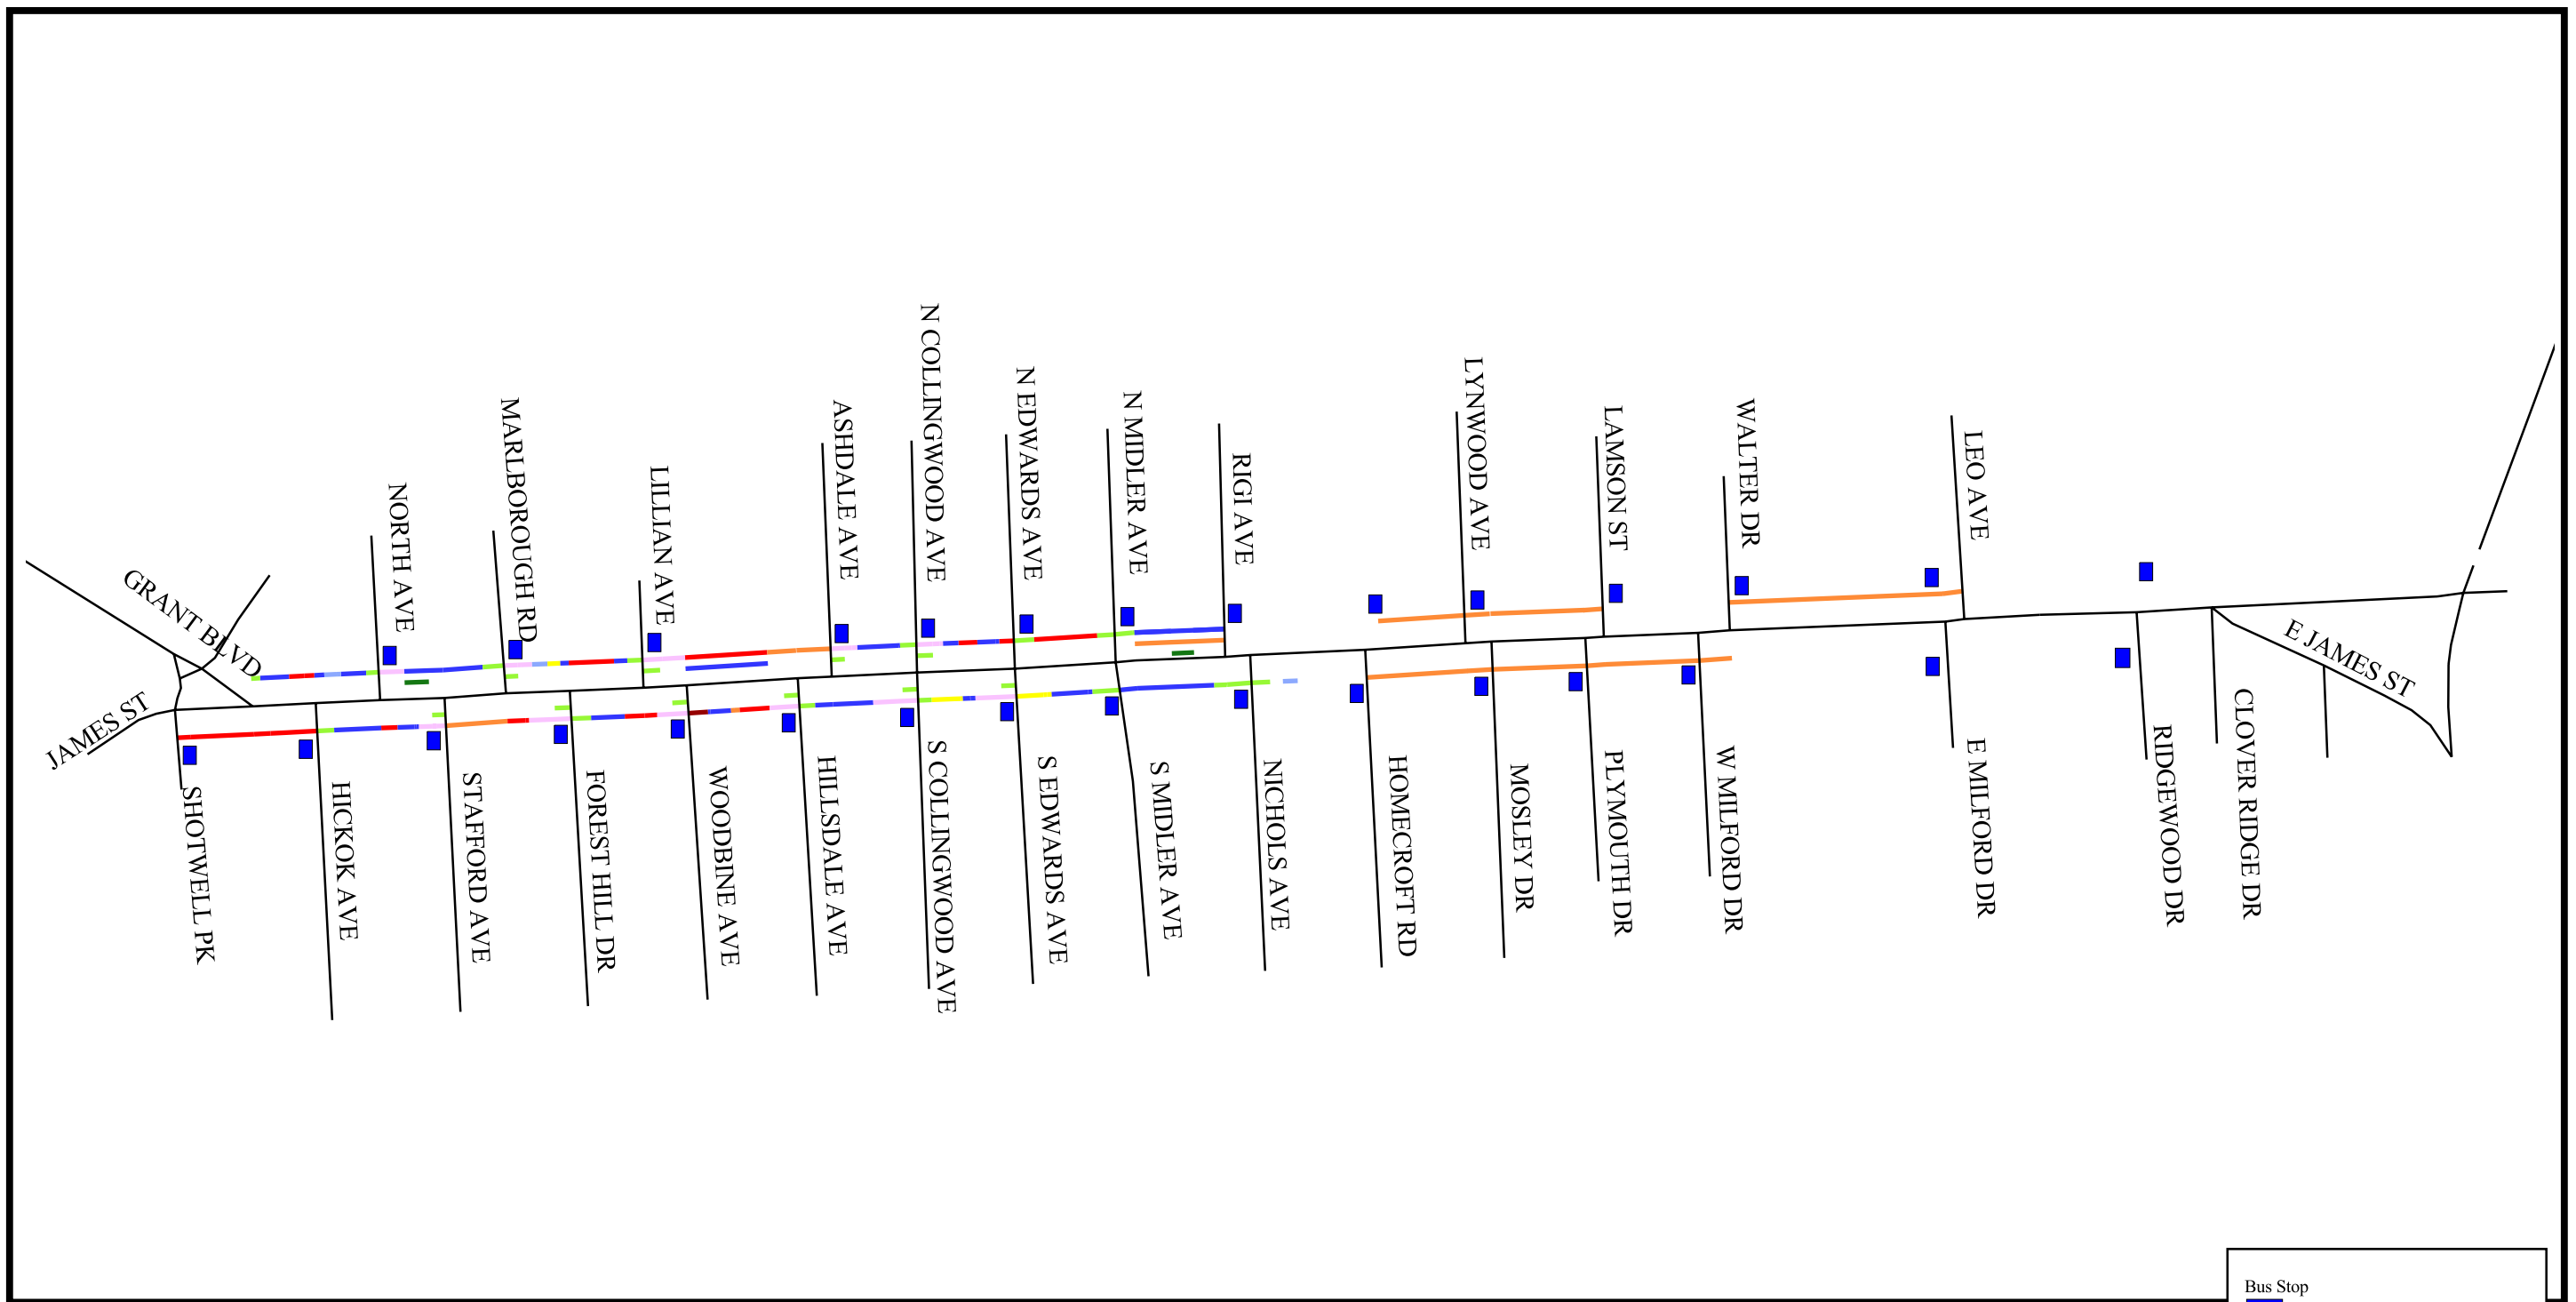 GRANT BLVD
JAMES ST
NORTH AVE
MARLBOROUGH RD
LILLIAN AVE
ASHDALE AVE
N COLLINGWOOD AVE
N EDWARDS AVE
N MIDLER AVE
RIGI AVE
LYNWOOD AVE
LAMSON ST
WALTER DR
LEO AVE
E JAMES ST
SHOTWELL PK
HICKOK AVE
STAFFORD AVE
FOREST HILL DR
WOODBINE AVE
HILLSDALE AVE
S COLLINGWOOD AVE
S EDWARDS AVE
S MIDLER AVE
NICHOLS AVE
HOMECROFT RD
MOSLEY DR
PLYMOUTH DR
W MILFORD DR
E MILFORD DR
RIDGEWOOD DR
CLOVER RIDGE DR
Bus Stop